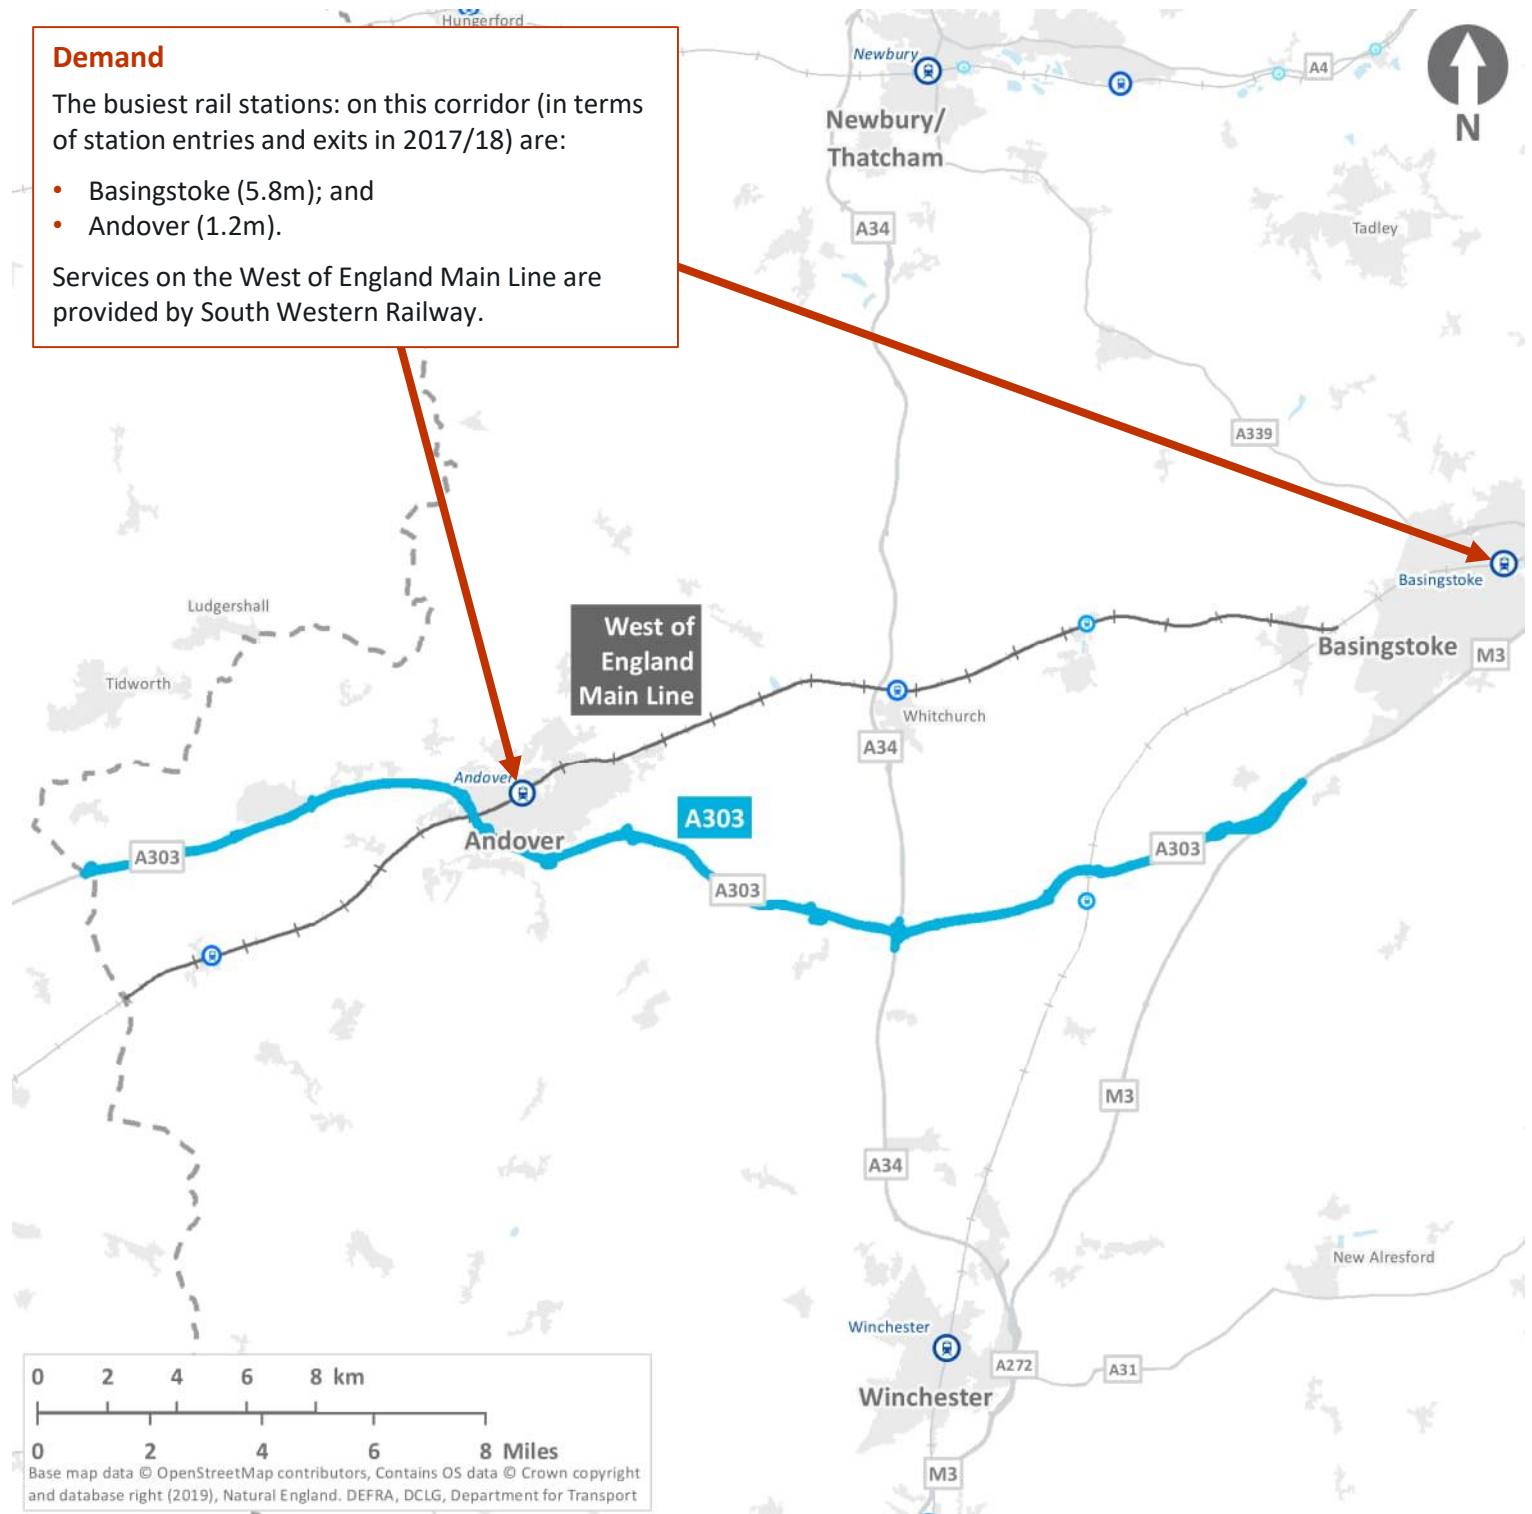 Hungerford
Demand
The busiest rail stations: on this corridor (in terms
of station entries and exits in 2017/18) are:
• Basingstoke (5.8m); and
• Andover (1.2m).
Services on the West of England Main Line are
provided by South Western Railway.
Newbury
A4
N
Newbury/
Thatcham
A34
Tadley
A339
Basingstoke
Ludgershall
West of
England
Main Line
Basingstoke
M3
Tidworth
Whitchurch
A34
Andover
A303
Andover
A303
A303
A303
M3
A34
New Alresford
Winchester
A272
A31
Winchester
M3
0 2 4 6 8 km
0 2 4 6 8 Miles
Base map data © OpenStreetMap contributors, Contains OS data © Crown copyright
and database right (2019), Natural England. DEFRA, DCLG, Department for Transport